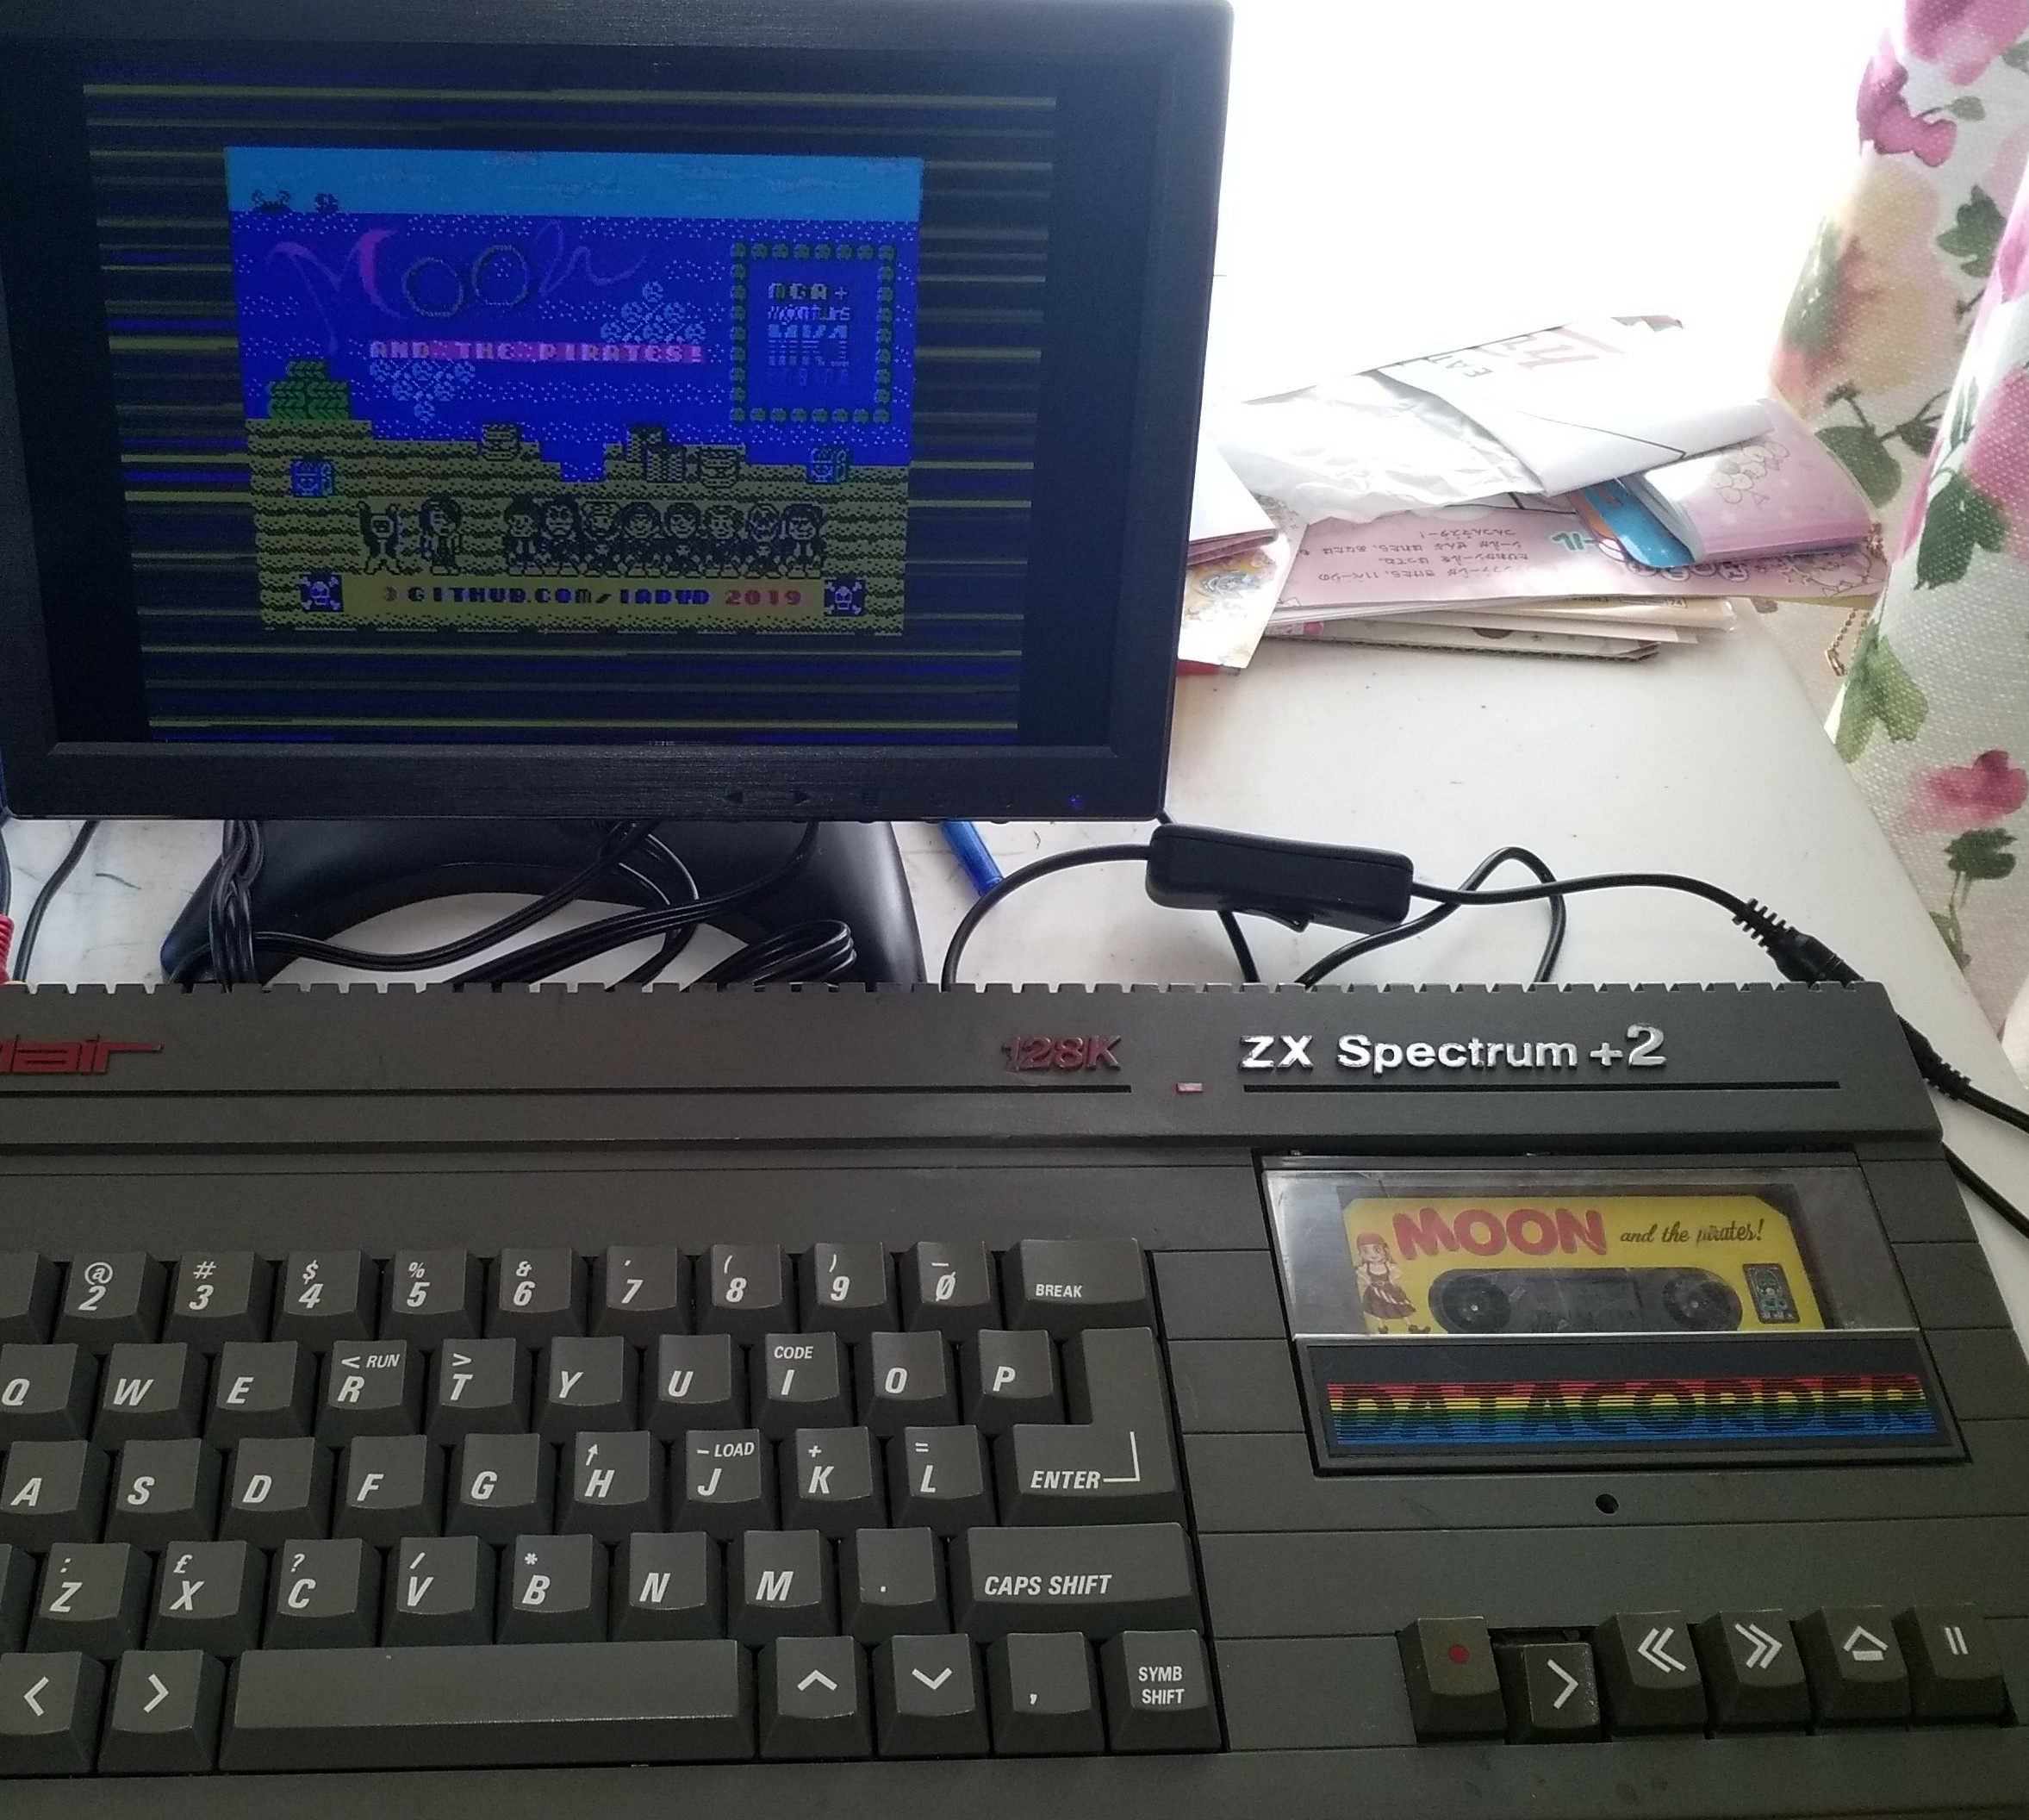 MOON
AND THE PIRATES!
GITHUB.COM/IADVD 2019
128K
ZX Spectrum +2
MOON and the pirates!
DATACORDER
@ # $ % & ' ( ) _
2 3 4 5 6 7 8 9 0 BREAK
< RUN > CODE
Q W E R T Y U I O P
↑ - LOAD + =
A S D F G H J K L ENTER
: £ ? / *
Z X C V B N M . CAPS SHIFT
, SYMB
SHIFT